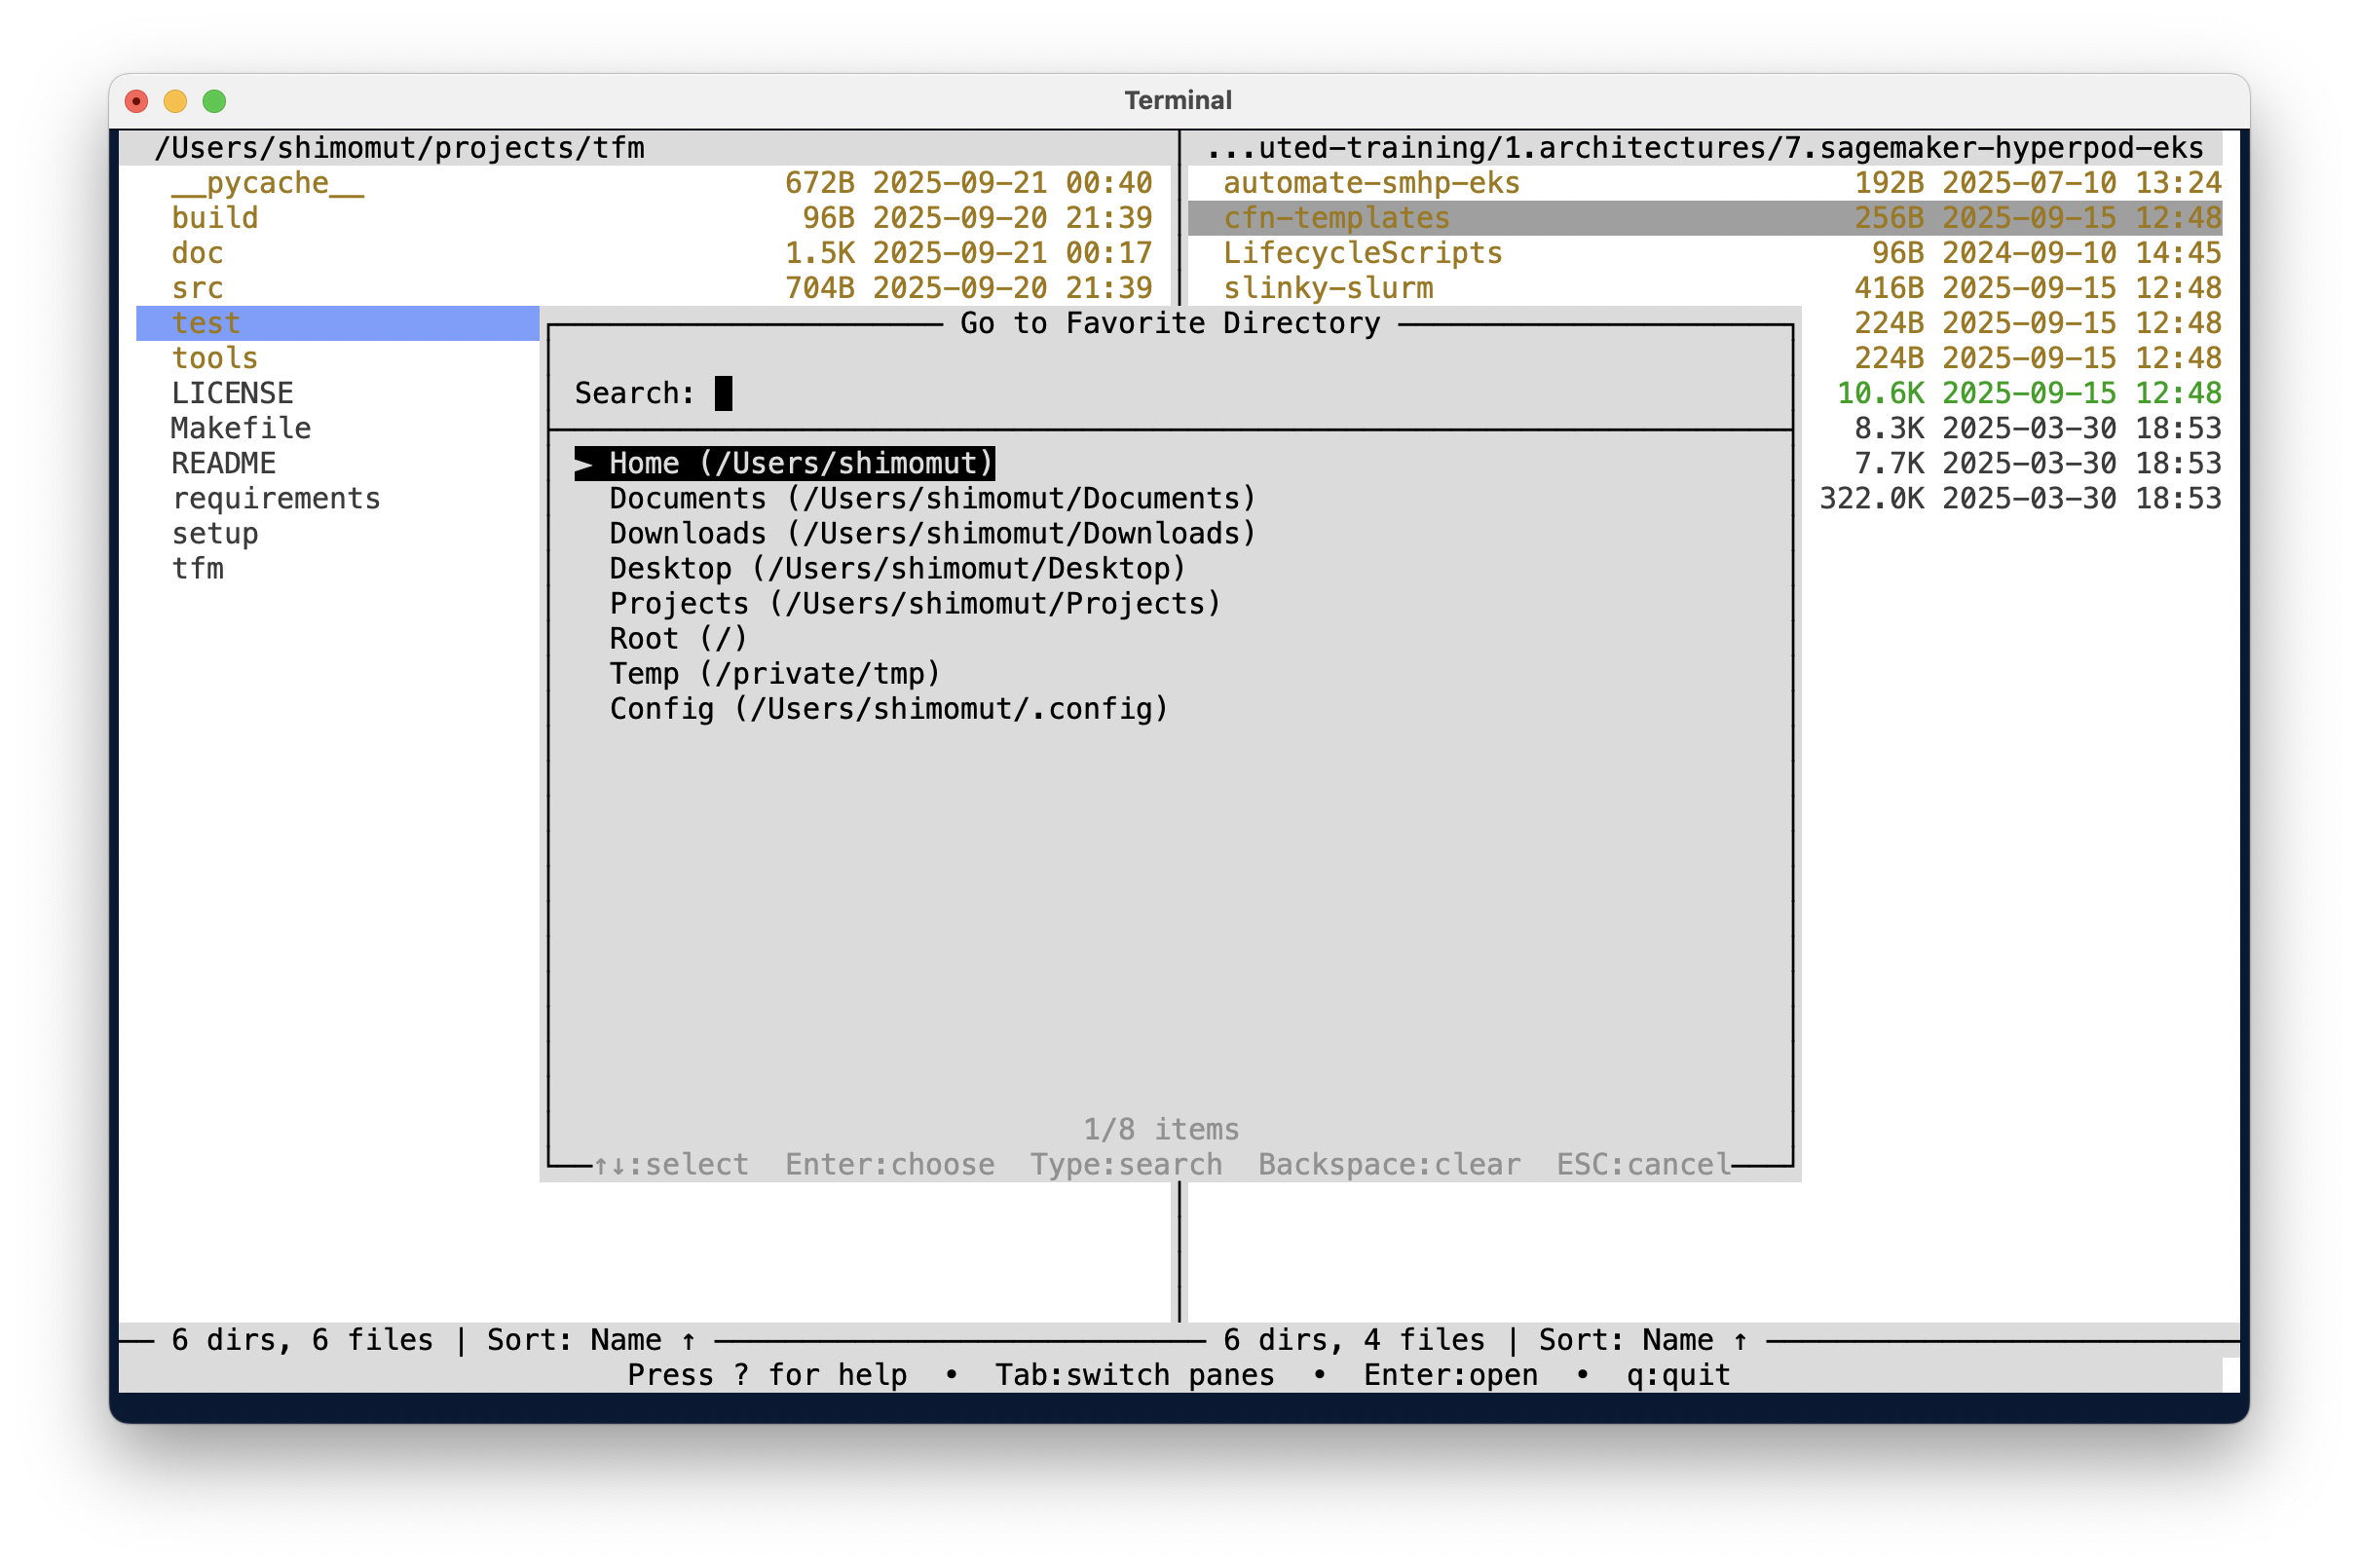 Terminal
/Users/shimomut/projects/tfm ...uted-training/1.architectures/7.sagemaker-hyperpod-eks
__pycache__ 672B 2025-09-21 00:40 automate-smhp-eks 192B 2025-07-10 13:24
build 96B 2025-09-20 21:39 cfn-templates 256B 2025-09-15 12:48
doc 1.5K 2025-09-21 00:17 LifecycleScripts 96B 2024-09-10 14:45
src 704B 2025-09-20 21:39 slinky-slurm 416B 2025-09-15 12:48
test Go to Favorite Directory 224B 2025-09-15 12:48
tools 224B 2025-09-15 12:48
LICENSE Search: 10.6K 2025-09-15 12:48
Makefile 8.3K 2025-03-30 18:53
README ► Home (/Users/shimomut) 7.7K 2025-03-30 18:53
requirements Documents (/Users/shimomut/Documents) 322.0K 2025-03-30 18:53
setup Downloads (/Users/shimomut/Downloads)
tfm Desktop (/Users/shimomut/Desktop)
Projects (/Users/shimomut/Projects)
Root (/)
Temp (/private/tmp)
Config (/Users/shimomut/.config)
1/8 items
↑↓:select Enter:choose Type:search Backspace:clear ESC:cancel
6 dirs, 6 files | Sort: Name ↑ 6 dirs, 4 files | Sort: Name ↑
Press ? for help • Tab:switch panes • Enter:open • q:quit